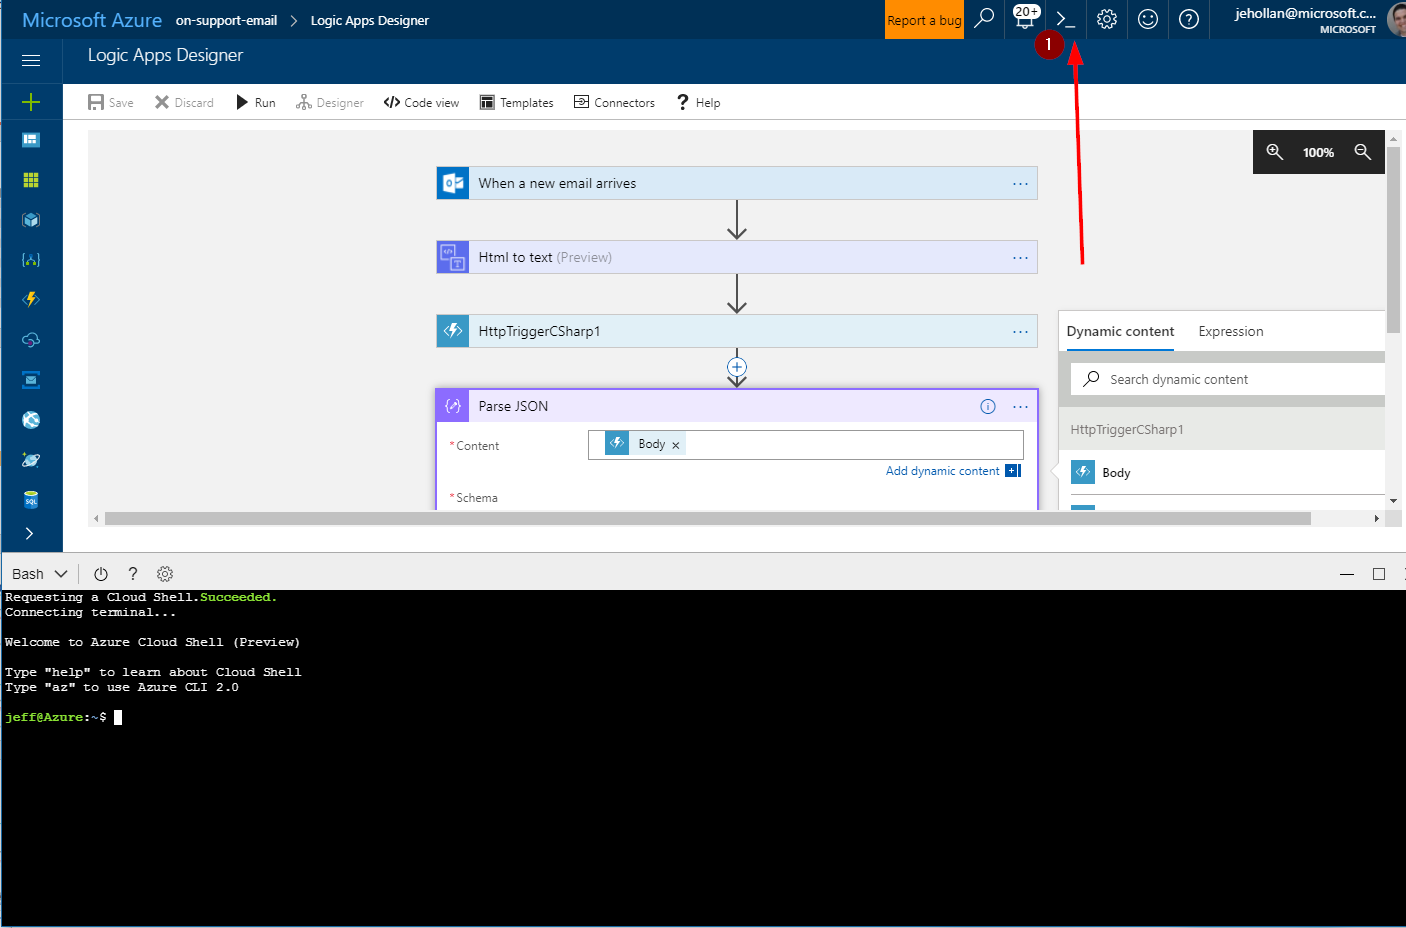 Microsoft Azure on-support-email > Logic Apps Designer Report a bug 20+ >_ ? jehollan@microsoft.c...
MICROSOFT
1
Logic Apps Designer
Save Discard Run Designer </> Code view Templates Connectors ? Help
100%
When a new email arrives ...
Html to text (Preview) ...
HttpTriggerCSharp1 ...
Parse JSON ...
*Content Body ×
Add dynamic content
*Schema
Dynamic content Expression
Search dynamic content
HttpTriggerCSharp1
Body
SQL
Bash ?
Requesting a Cloud Shell.Succeeded.
Connecting terminal...
Welcome to Azure Cloud Shell (Preview)
Type "help" to learn about Cloud Shell
Type "az" to use Azure CLI 2.0
jeff@Azure:~$